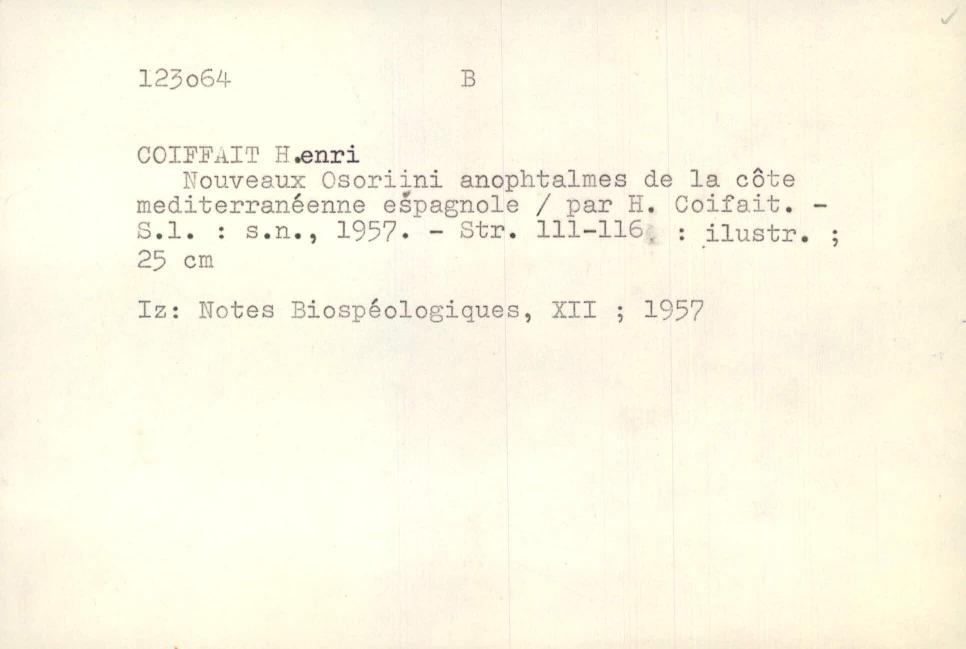 123o64 B
COIFFAIT H.enri
Nouveaux Osoriini anophtalmes de la côte
mediterranéenne espagnole / par H. Coifait. -
S.l. : s.n., 1957. - Str. 111-116 : ilustr. ;
25 cm
Iz: Notes Biospéologiques, XII ; 1957